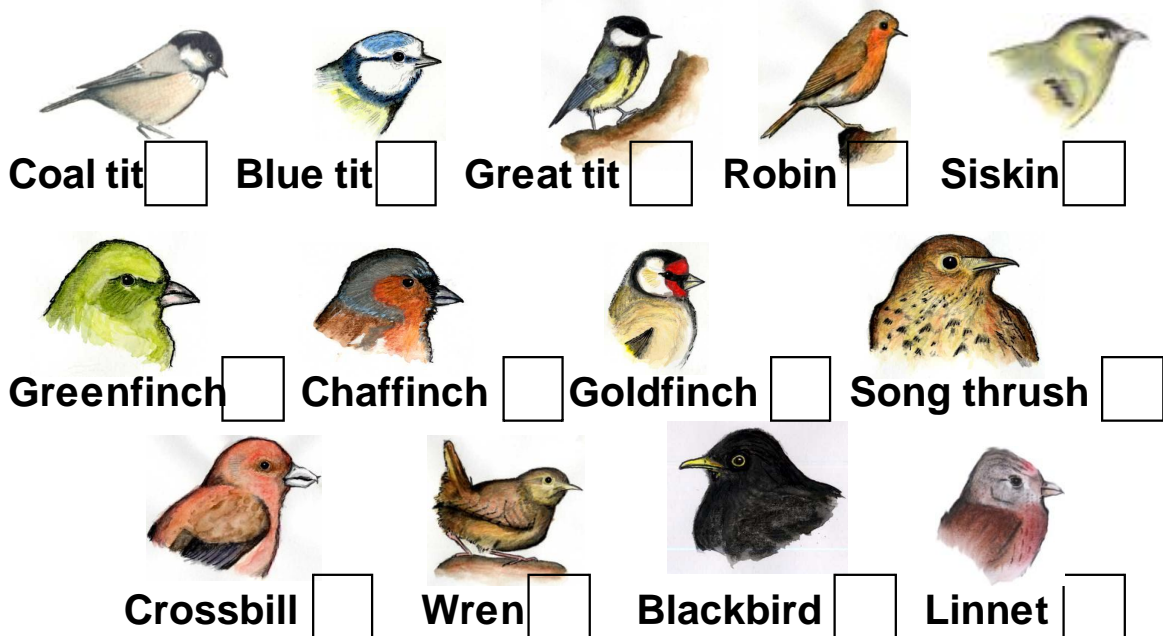 Coal tit Blue tit Great tit Robin Siskin
Greenfinch Chaffinch Goldfinch Song thrush
Crossbill Wren Blackbird Linnet